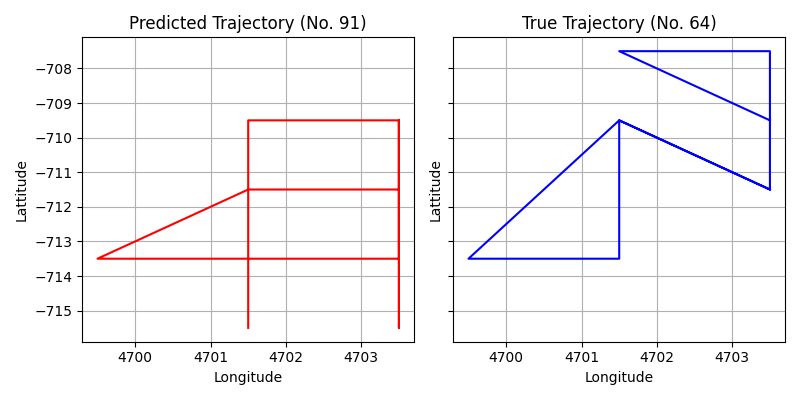 Predicted Trajectory (No. 91)
True Trajectory (No. 64)
−708
−709
−710
−711
−712
−713
−714
−715
Lattitude
Lattitude
4700 4701 4702 4703
4700 4701 4702 4703
Longitude
Longitude